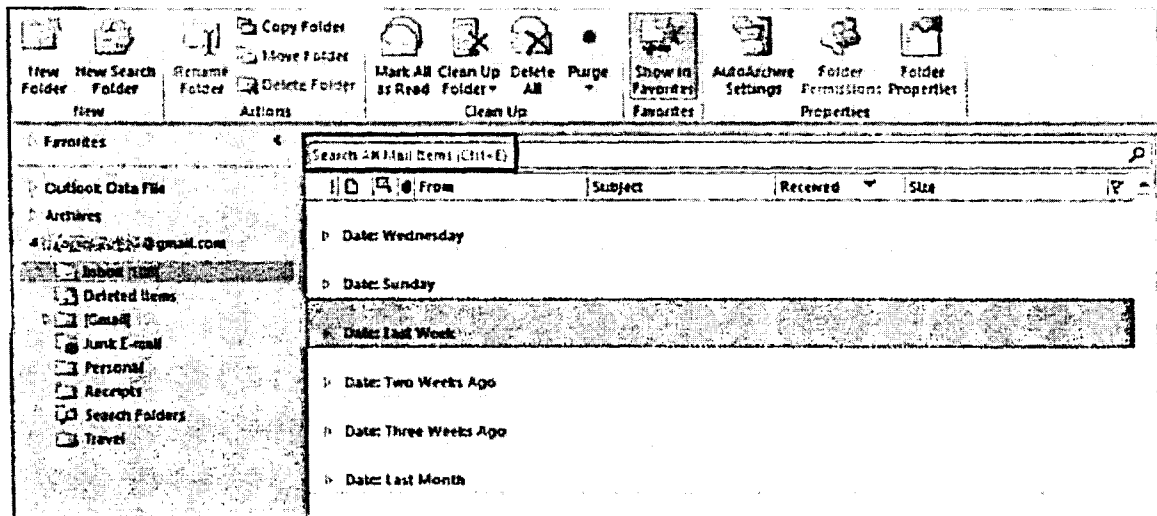 Copy Folder
Move Folder
Delete Folder
New Folder
New Search Folder
Rename Folder
Mark All as Read
Clean Up Folder
Delete All
Purge
Show in Favorites
AutoArchive Settings
Folder Permissions
Folder Properties
New
Actions
Clean Up
Favorites
Properties
Favorites
Outlook Data File
Archives
@gmail.com
Inbox
Deleted Items
[Gmail]
Junk E-mail
Personal
Receipts
Search Folders
Travel
Search All Mail Items (Ctrl+E)
From
Subject
Received
Size
Date: Wednesday
Date: Sunday
Date: Last Week
Date: Two Weeks Ago
Date: Three Weeks Ago
Date: Last Month